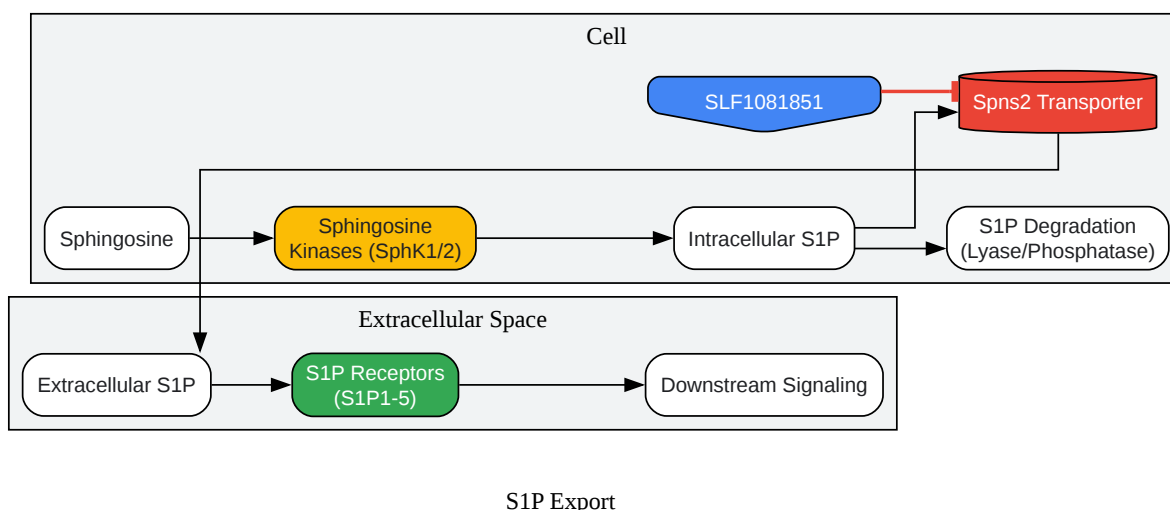 Cell
SLF1081851
Spns2 Transporter
Sphingosine
Sphingosine
Kinases (SphK1/2)
Intracellular S1P
S1P Degradation
(Lyase/Phosphatase)
Extracellular Space
Extracellular S1P
S1P Receptors
(S1P1-5)
Downstream Signaling
S1P Export